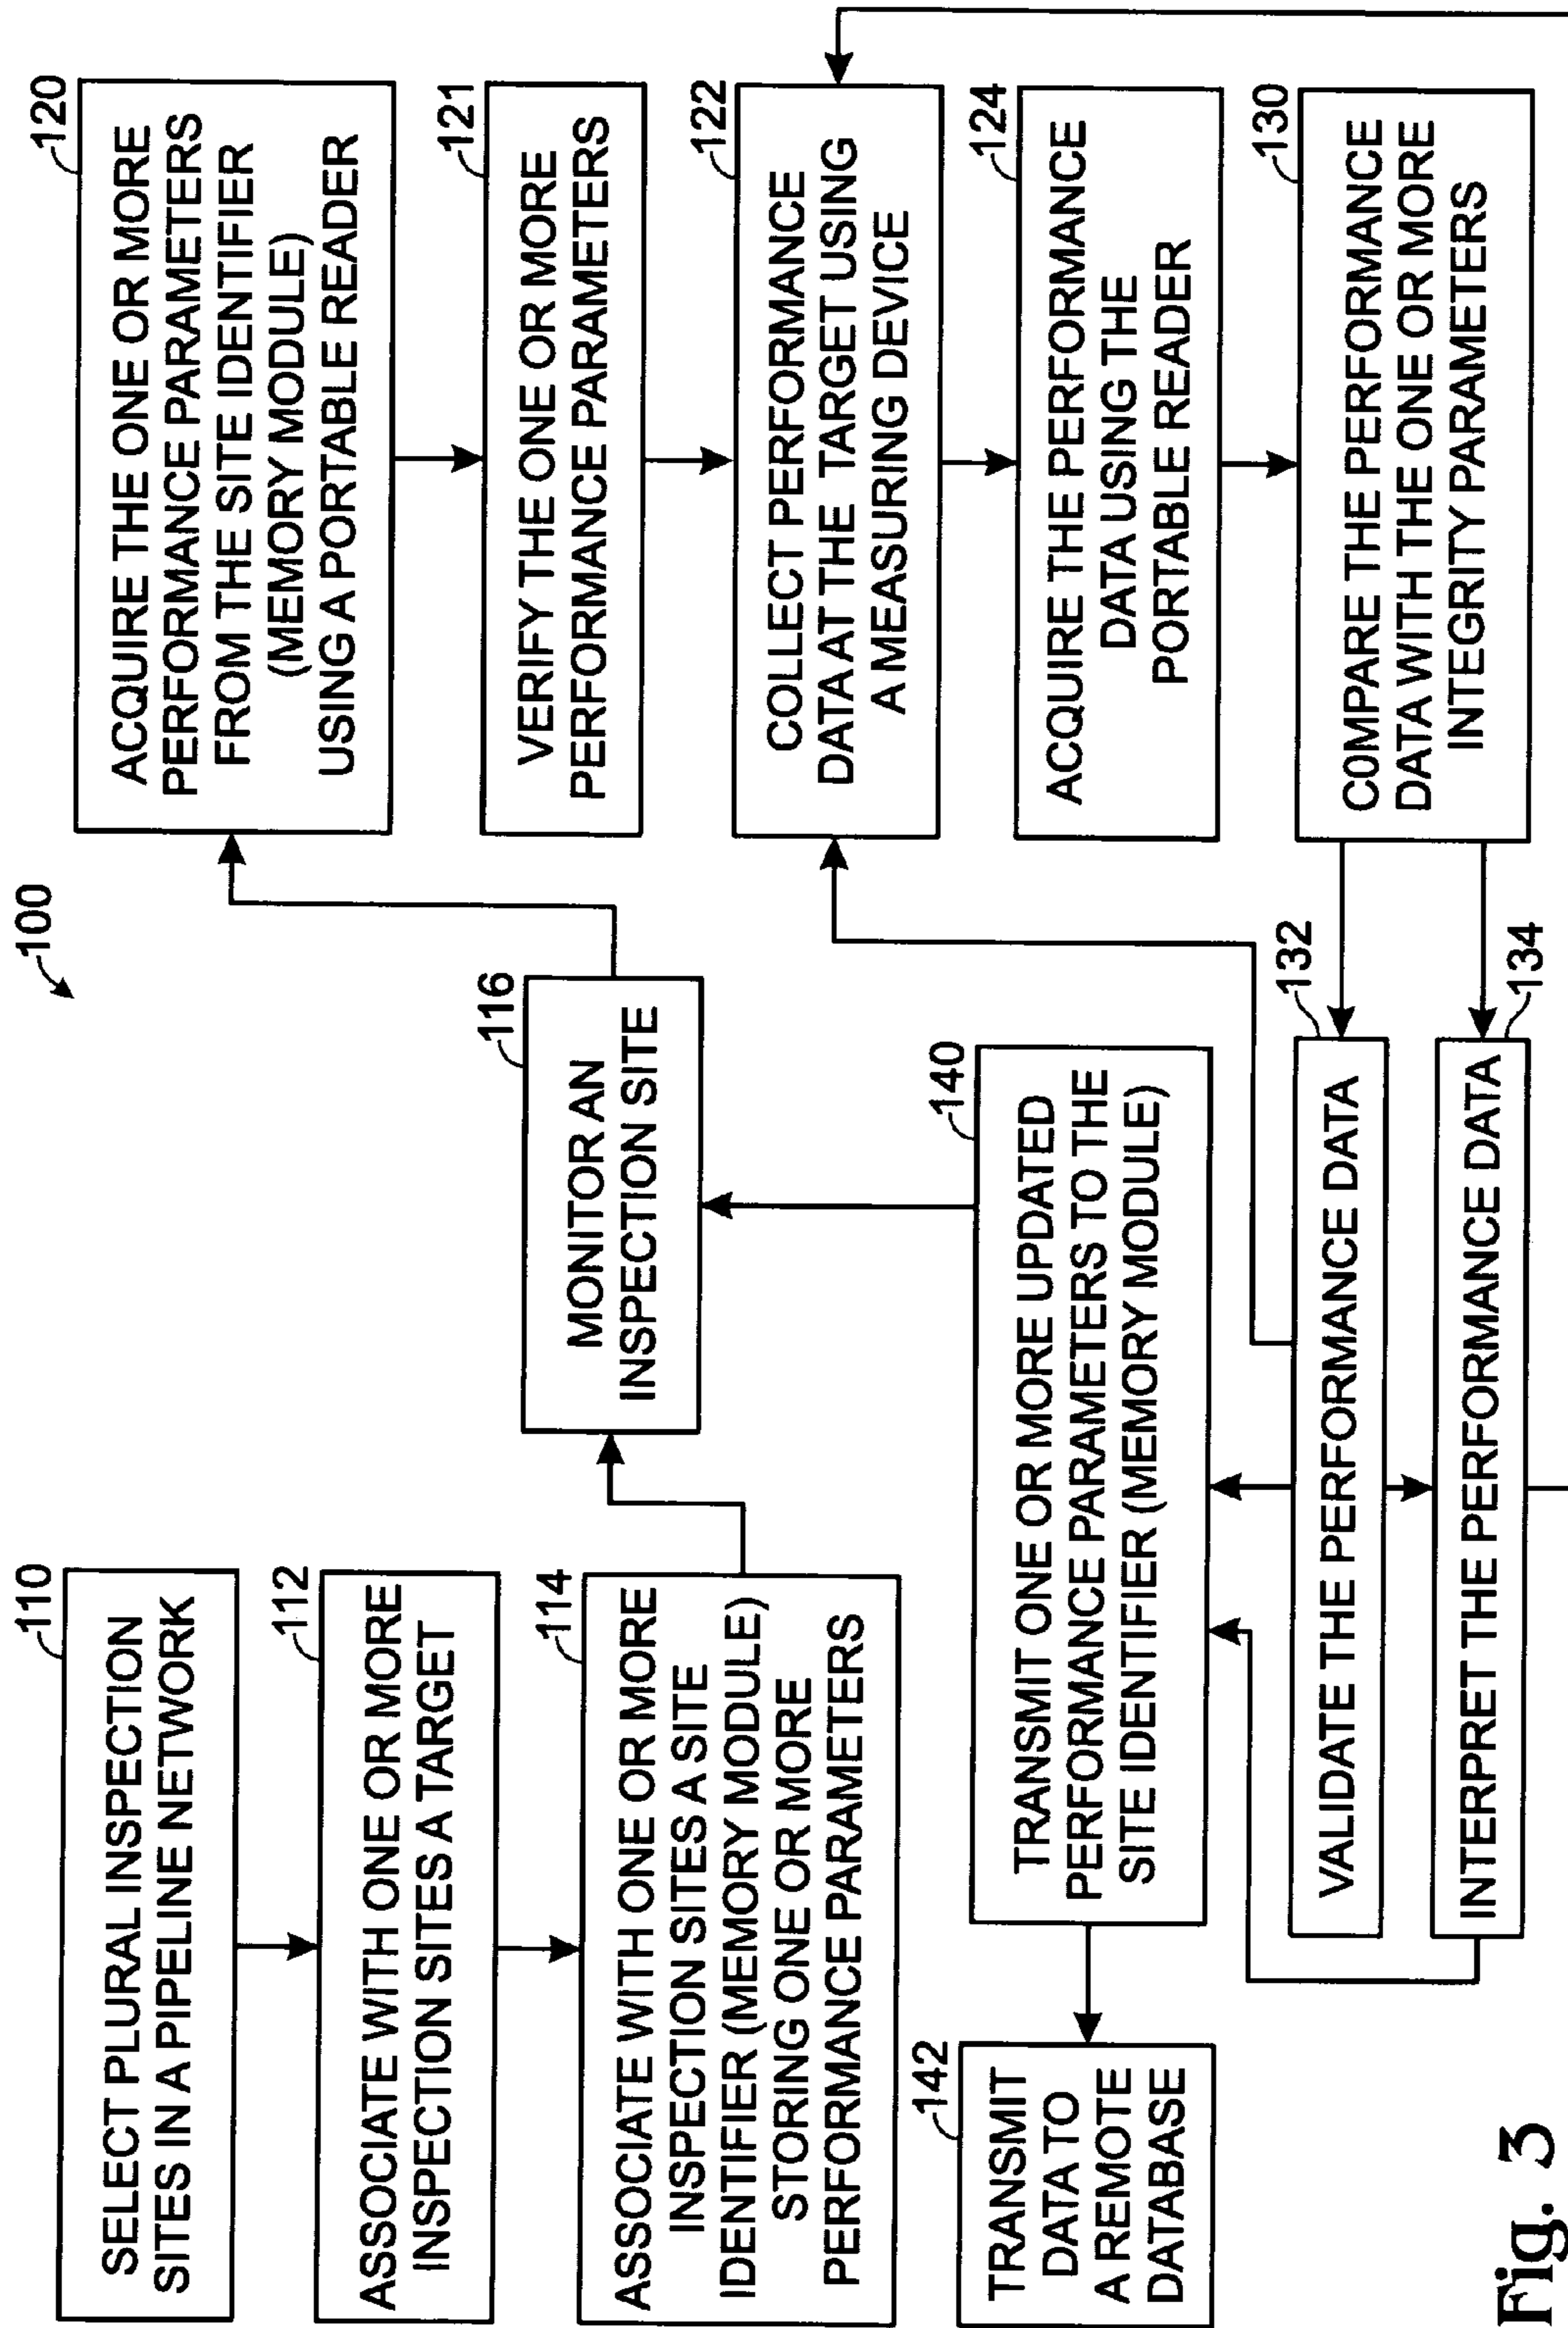 100
110
SELECT PLURAL INSPECTION
SITES IN A PIPELINE NETWORK
112
ASSOCIATE WITH ONE OR MORE
INSPECTION SITES A TARGET
114
ASSOCIATE WITH ONE OR MORE
INSPECTION SITES A SITE
IDENTIFIER (MEMORY MODULE)
STORING ONE OR MORE
PERFORMANCE PARAMETERS
116
MONITOR AN
INSPECTION SITE
120
ACQUIRE THE ONE OR MORE
PERFORMANCE PARAMETERS
FROM THE SITE IDENTIFIER
(MEMORY MODULE)
USING A PORTABLE READER
121
VERIFY THE ONE OR MORE
PERFORMANCE PARAMETERS
122
COLLECT PERFORMANCE
DATA AT THE TARGET USING
A MEASURING DEVICE
124
ACQUIRE THE PERFORMANCE
DATA USING THE
PORTABLE READER
130
COMPARE THE PERFORMANCE
DATA WITH THE ONE OR MORE
INTEGRITY PARAMETERS
132
VALIDATE THE PERFORMANCE DATA
134
INTERPRET THE PERFORMANCE DATA
140
TRANSMIT ONE OR MORE UPDATED
PERFORMANCE PARAMETERS TO THE
SITE IDENTIFIER (MEMORY MODULE)
142
TRANSMIT
DATA TO
A REMOTE
DATABASE
Fig. 3